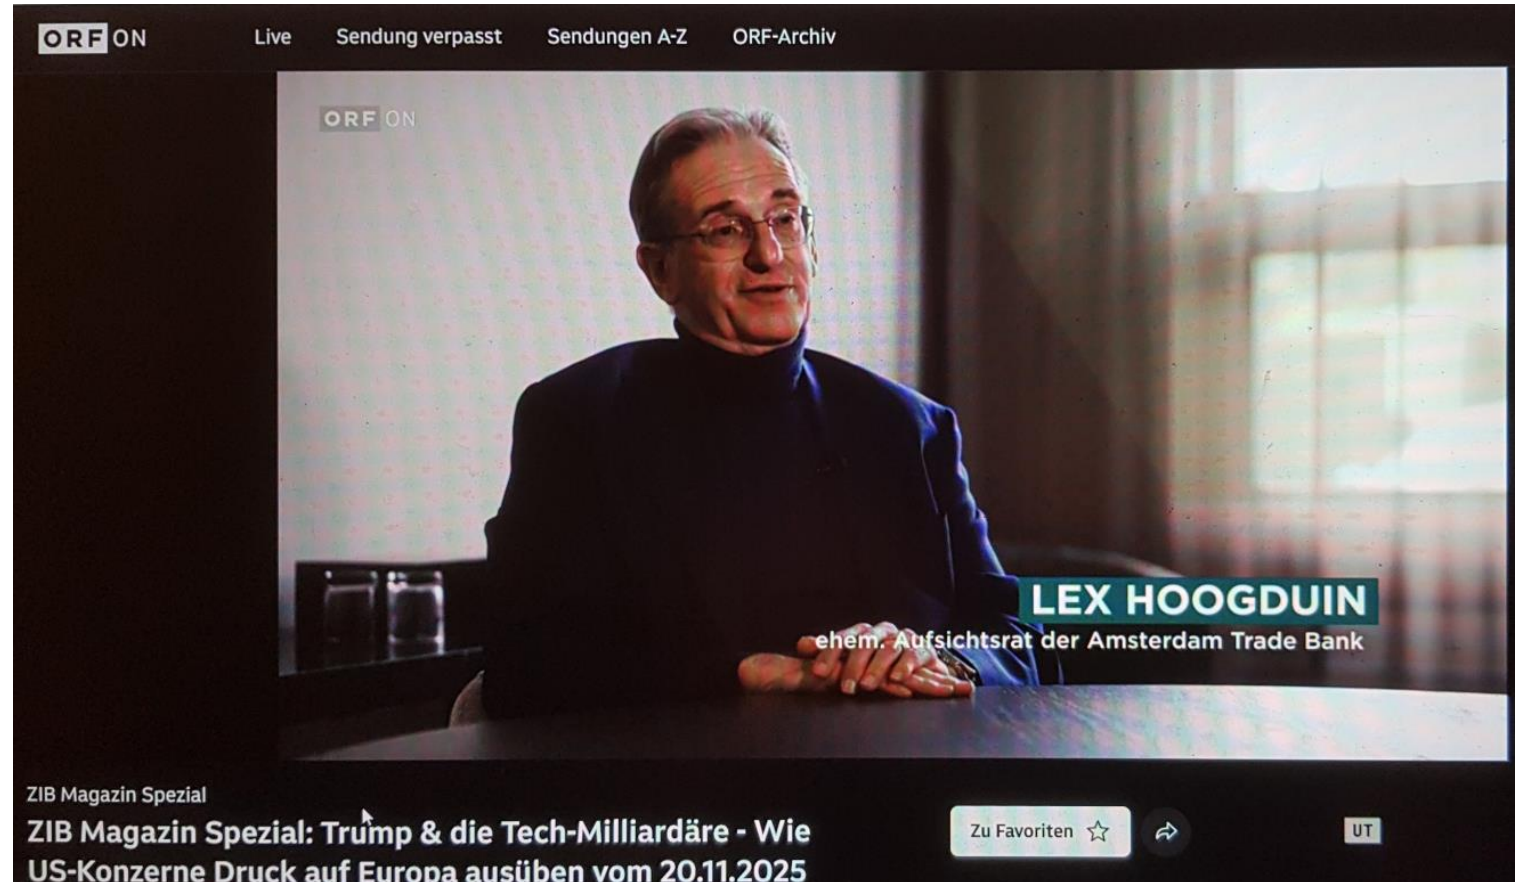 ORF ON Live Sendung verpasst Sendungen A-Z ORF-Archiv
ORF ON
LEX HOOGDUIN
ehem. Aufsichtsrat der Amsterdam Trade Bank
ZIB Magazin Spezial
ZIB Magazin Spezial: Trump & die Tech-Milliardäre - Wie
US-Konzerne Druck auf Europa ausüben vom 20.11.2025
Zu Favoriten
UT